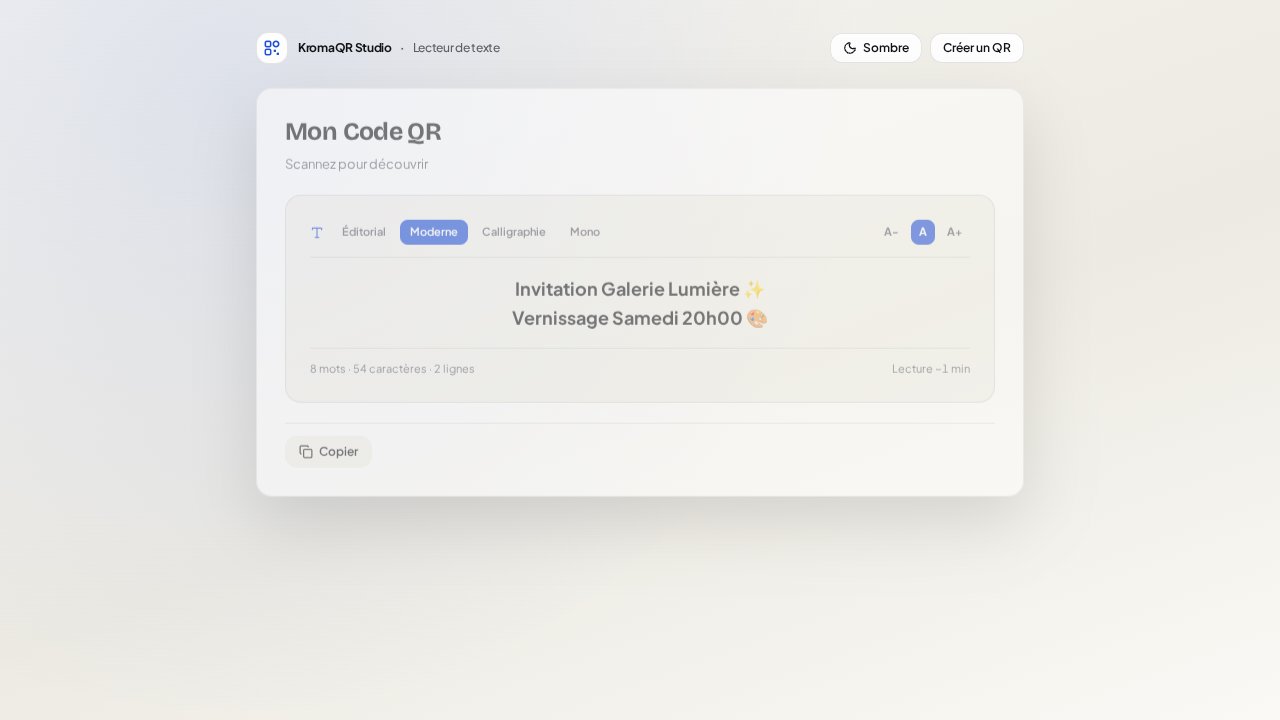 KromaQR Studio · Lecteur de texte
Sombre
Créer un QR
Mon Code QR
Scannez pour découvrir
Éditorial Moderne Calligraphie Mono A− A A+
Invitation Galerie Lumière ✨
Vernissage Samedi 20h00 🎨
8 mots · 54 caractères · 2 lignes
Lecture ~1 min
Copier